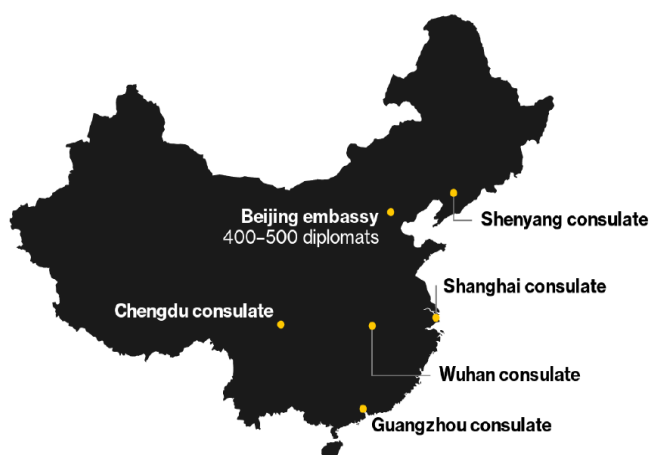 Beijing embassy
400–500 diplomats
Shenyang consulate
Shanghai consulate
Chengdu consulate
Wuhan consulate
Guangzhou consulate